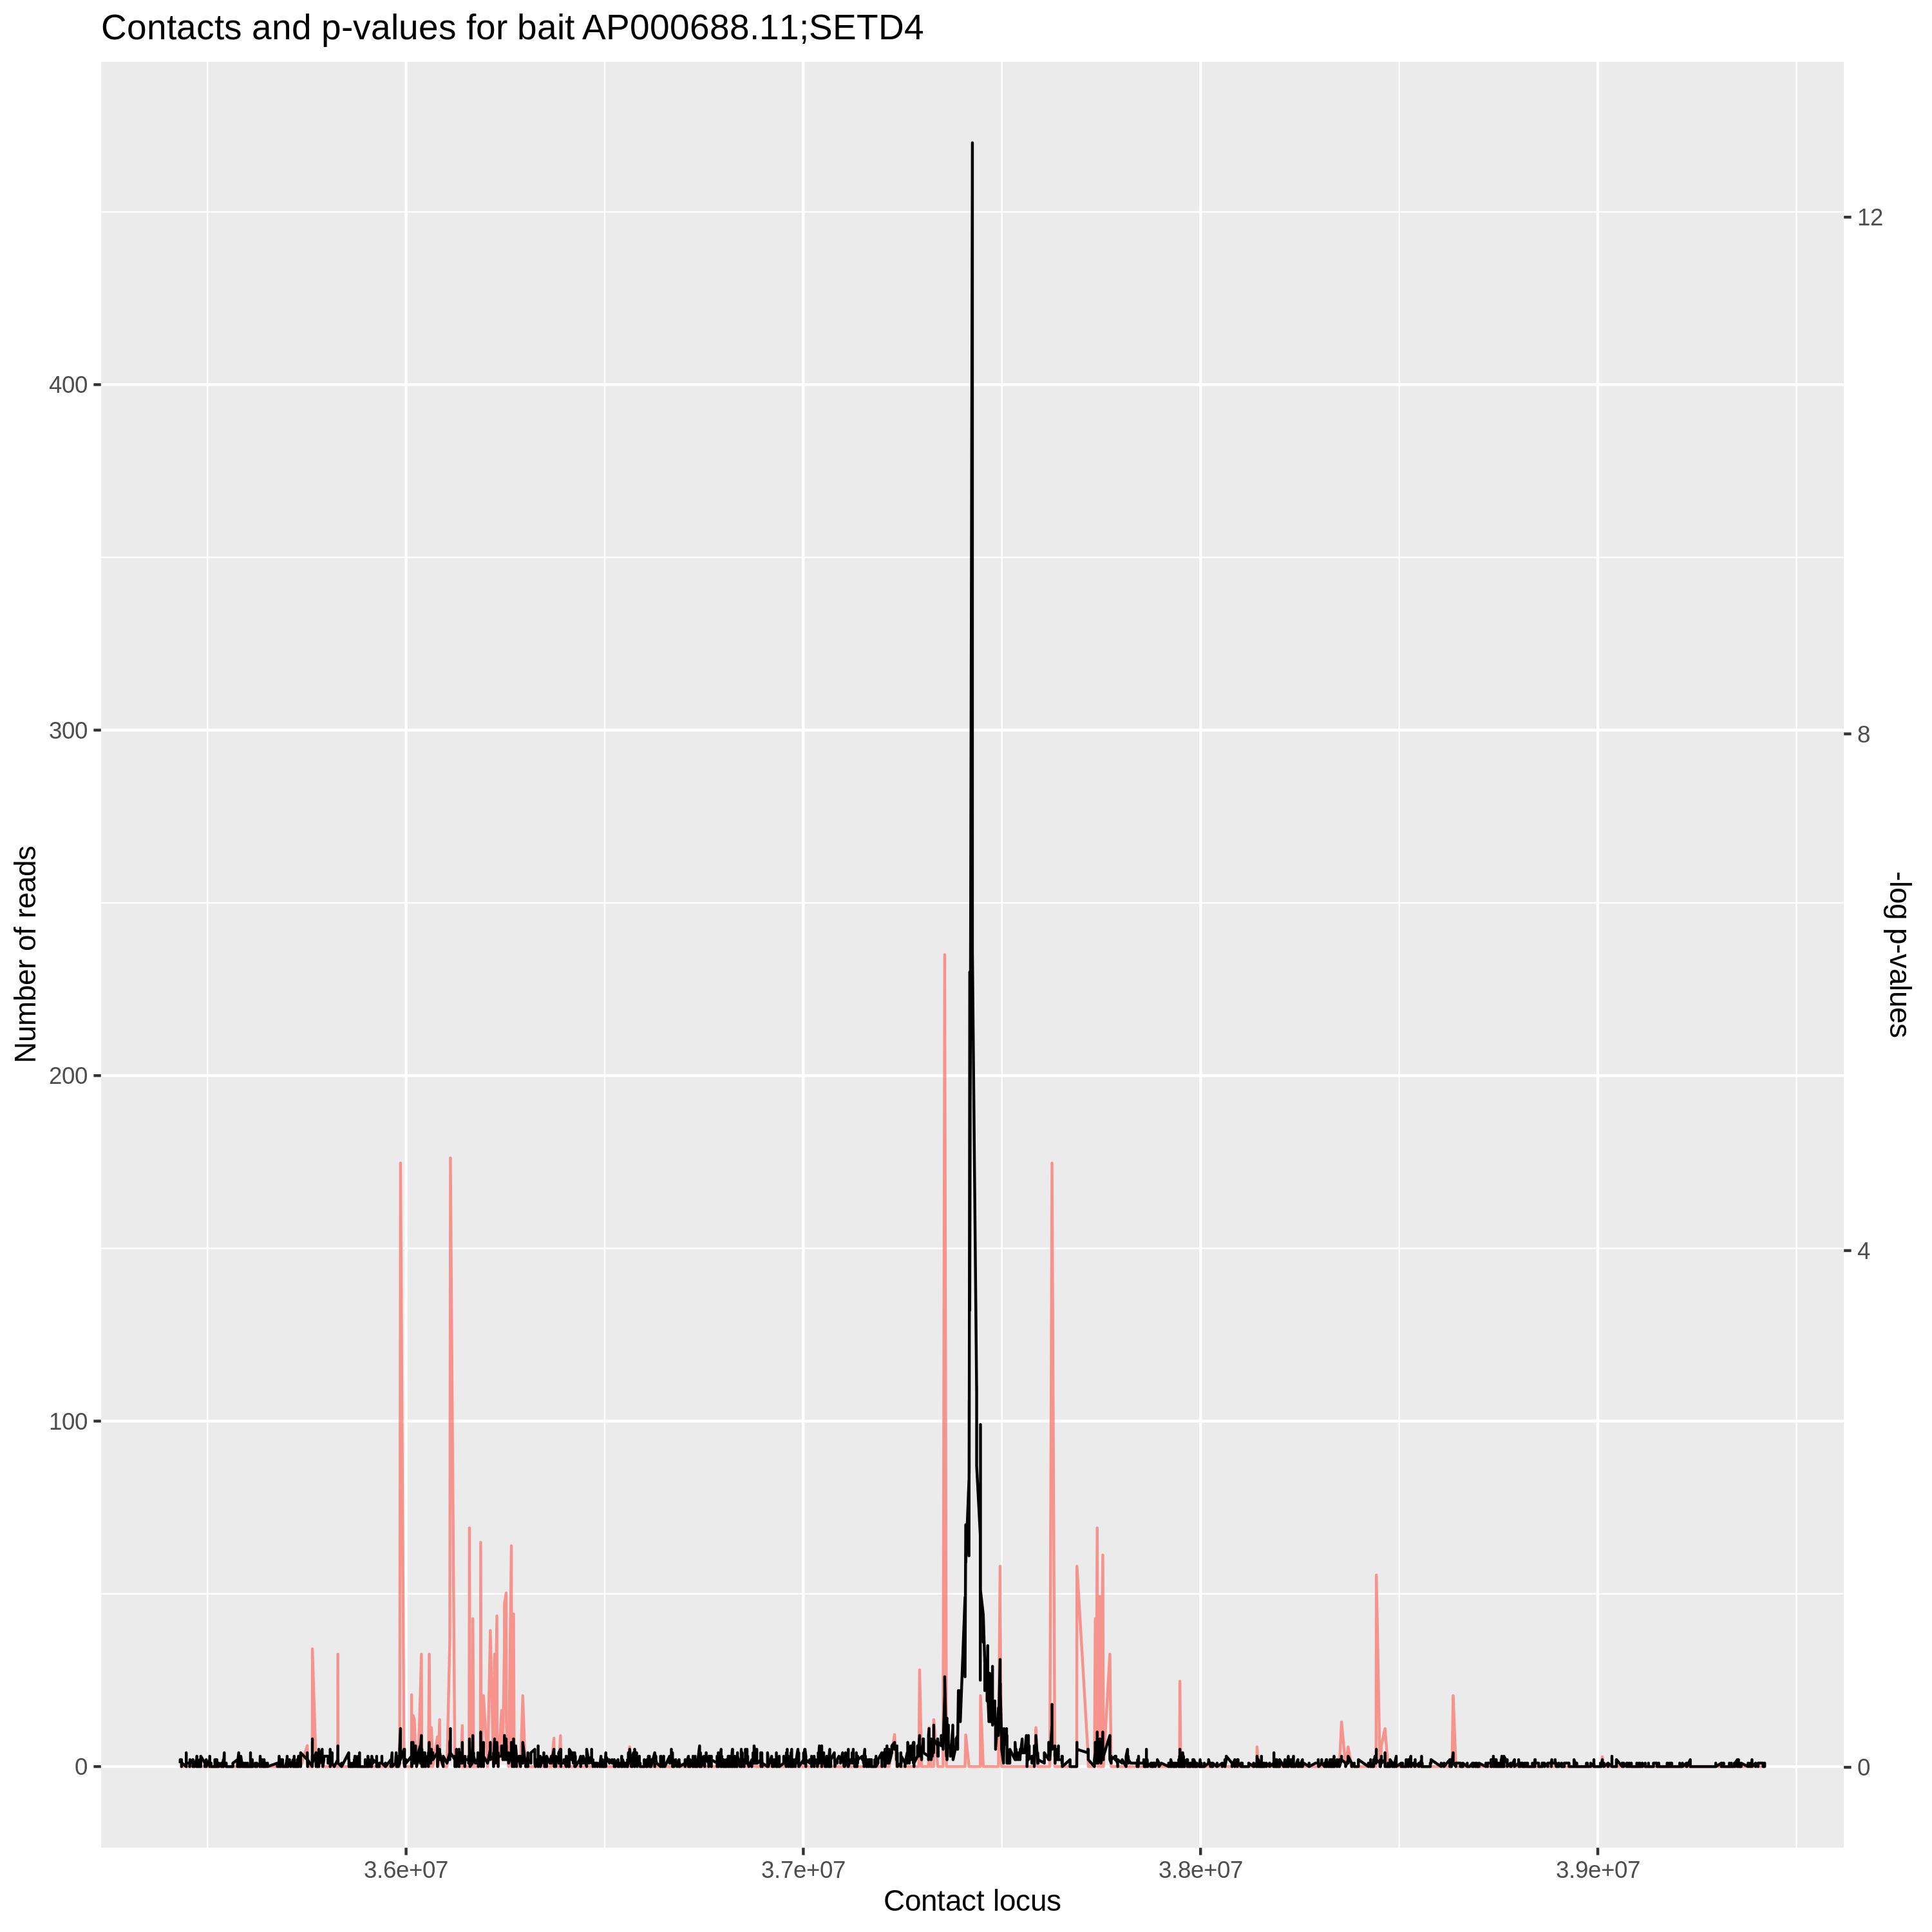 Contacts and p-values for bait AP000688.11;SETD4
400
300
200
100
0
Number of reads
12
8
4
0
-log p-values
3.6e+07 3.7e+07 3.8e+07 3.9e+07
Contact locus